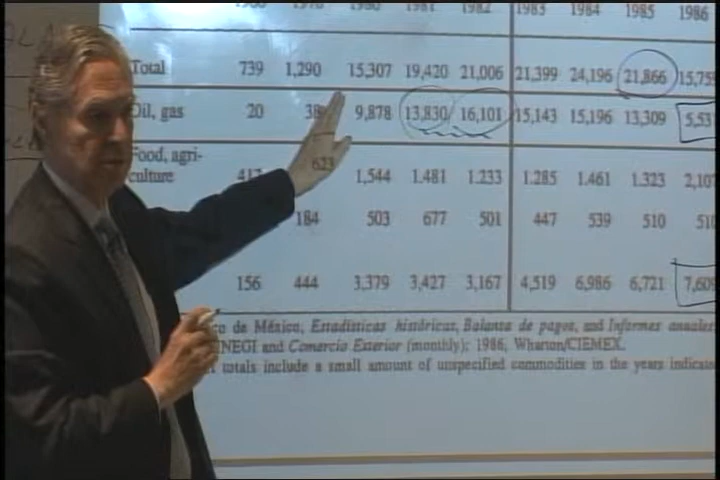 1980 1981 1982 1983 1984 1985 1986
Total 739 1,290 15,307 19,420 21,006 21,399 24,196 21,866
Oil, gas 20 9,878 13,830 16,101 15,143 15,196 13,309
Food, agri-
culture 623 1,544 1.481 1.233 1.285 1.461 1.323
184 503 677 501 447 539 510
156 444 3,379 3,427 3,167 4,519 6,986 6,721
de México, Estadísticas históricas, Balanza de pagos, and Informes
INEGI and Comercio Exterior (monthly); 1986, Wharton/CIEMEX.
totals include a small amount of unspecified commodities in the years